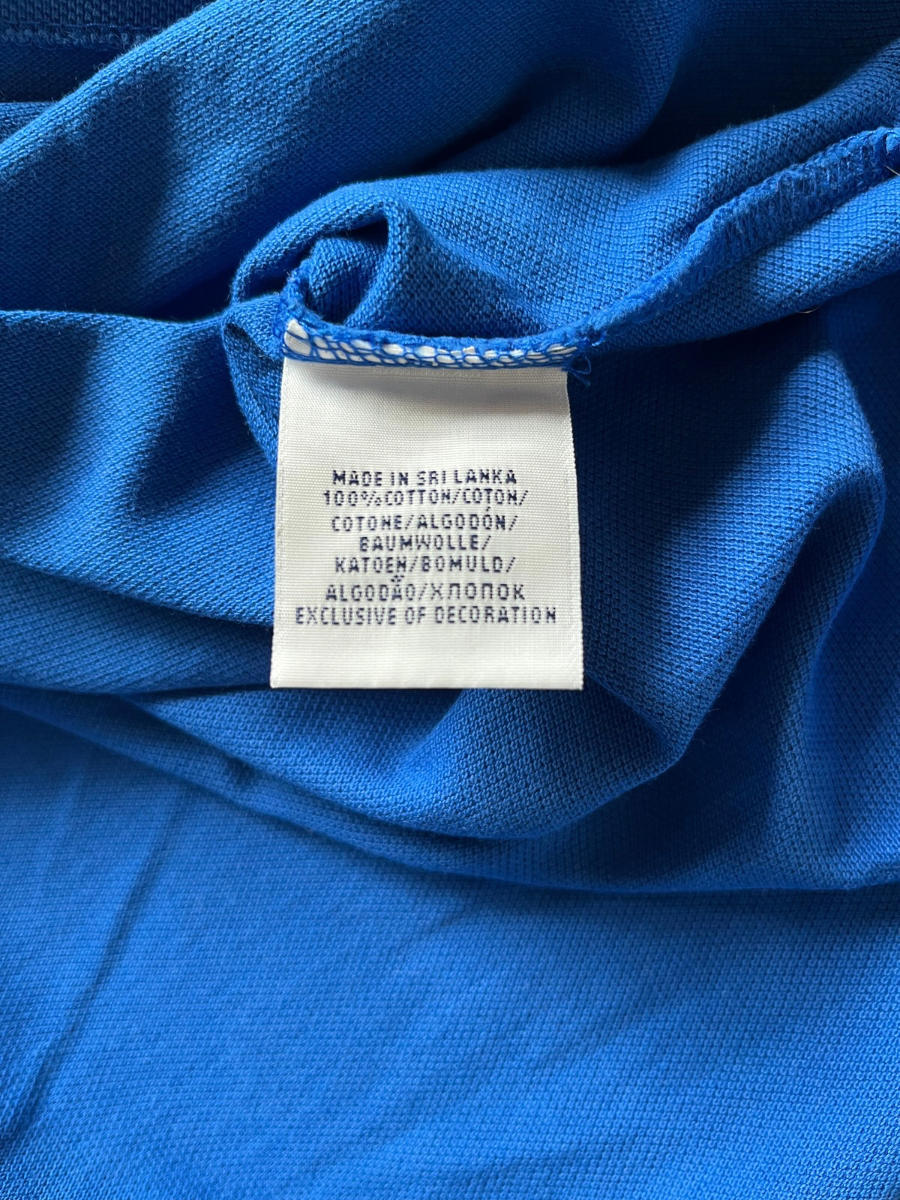 MADE IN SRI LANKA
100%COTTON/COTON/
COTONE/ALGODÓN/
BAUMWOLLE/
KATOEN/BOMULD/
ALGODÃO/ХЛОПОК
EXCLUSIVE OF DECORATION